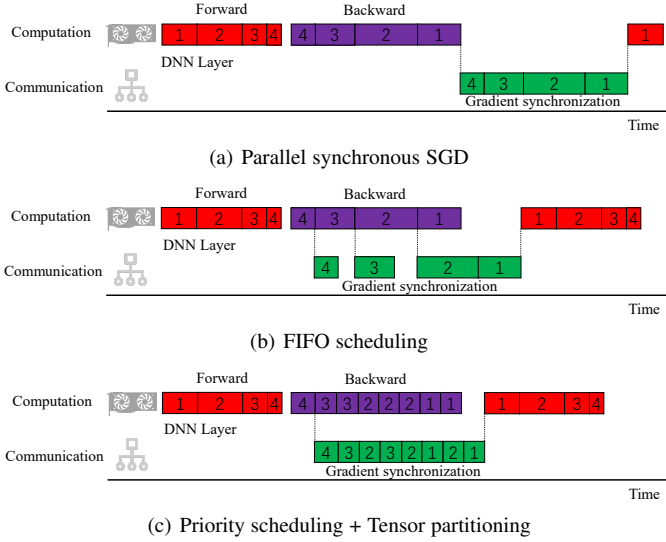 Forward Backward
Computation 1 2 3 4 4 3 2 1 1
DNN Layer
Communication 4 3 2 1
Gradient synchronization
Time
(a) Parallel synchronous SGD
Forward Backward
Computation 1 2 3 4 4 3 2 1 1 2 3 4
DNN Layer
Communication 4 3 2 1
Gradient synchronization
Time
(b) FIFO scheduling
Forward Backward
Computation 1 2 3 4 4 3 3 2 2 2 1 1 1 2 3 4
DNN Layer
Communication 4 3 2 3 2 1 2 1
Gradient synchronization
Time
(c) Priority scheduling + Tensor partitioning